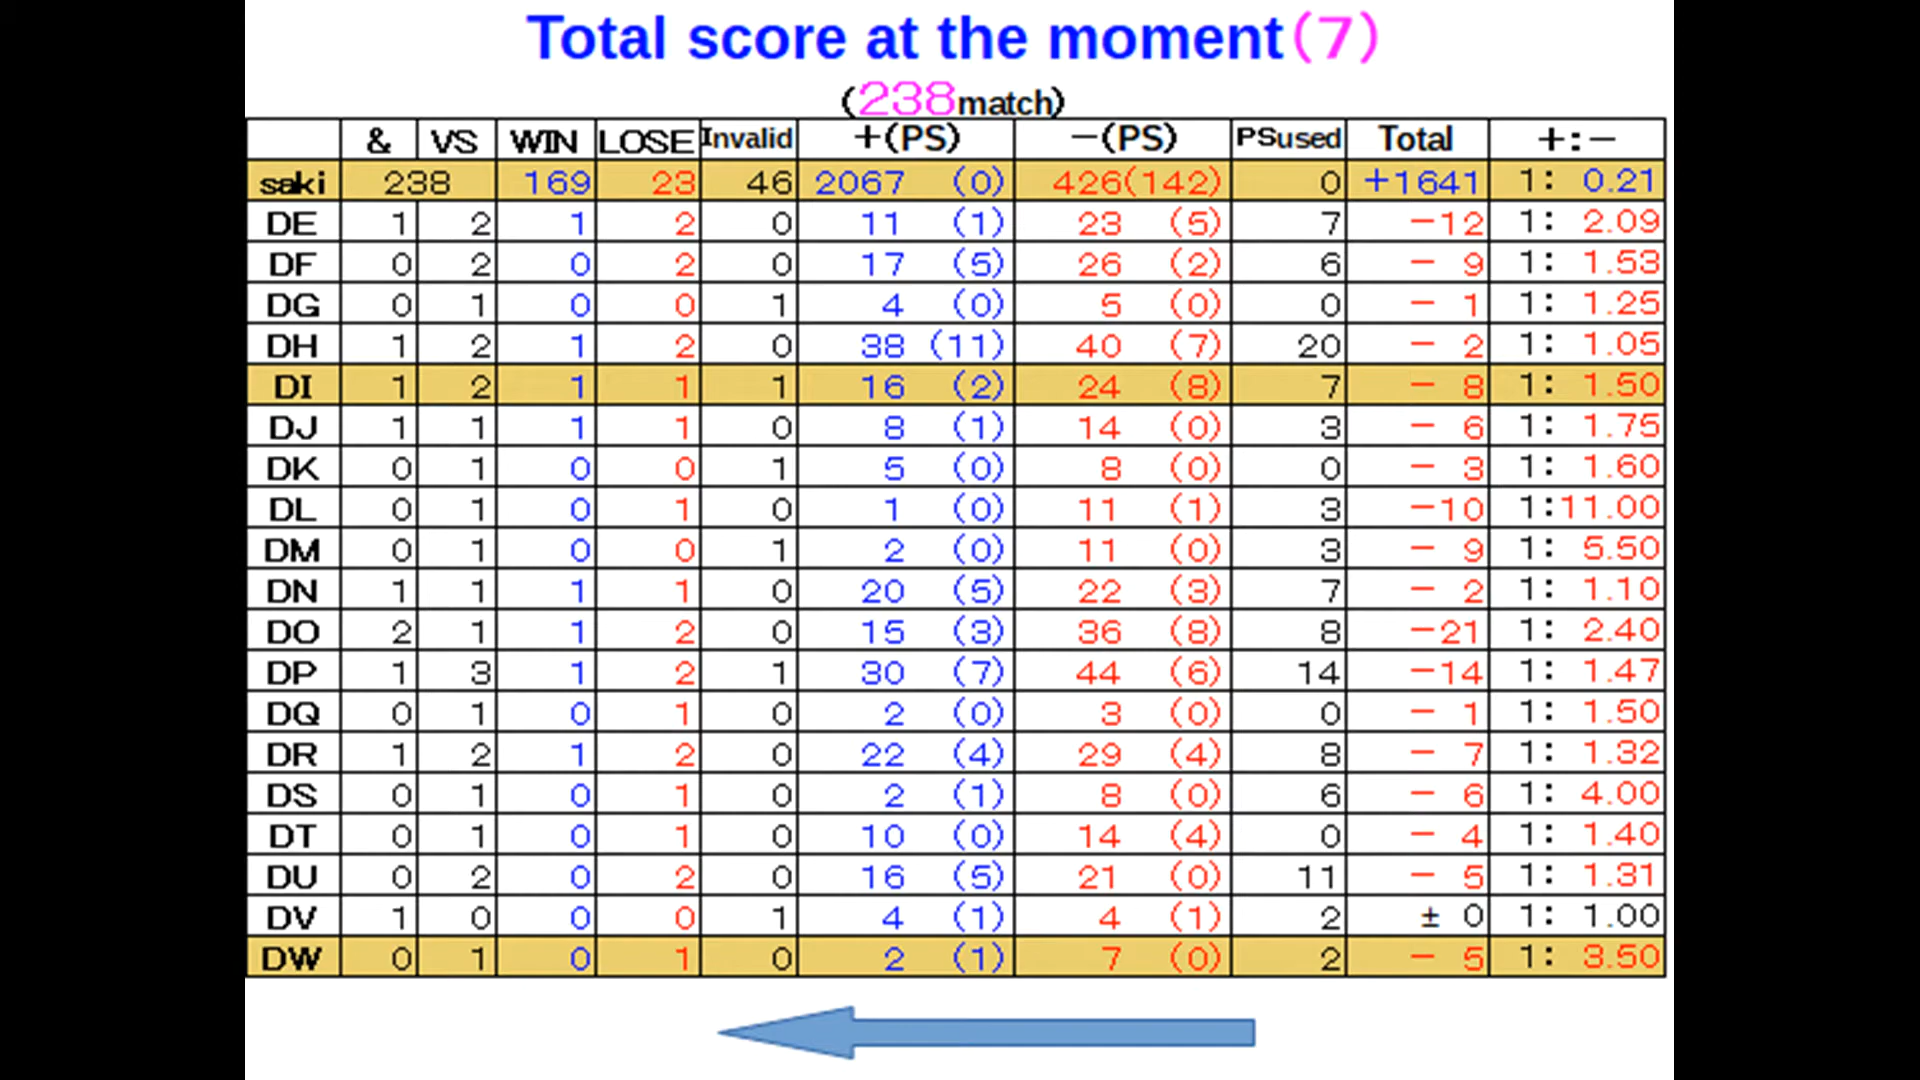 Total score at the moment(7)
(238match)
& VS WIN LOSE Invalid +(PS) −(PS) PSused Total +:−
saki 238 169 23 46 2067 (0) 426(142) 0 +1641 1: 0.21
DE 1 2 1 2 0 11 (1) 23 (5) 7 −12 1: 2.09
DF 0 2 0 2 0 17 (5) 26 (2) 6 − 9 1: 1.53
DG 0 1 0 0 1 4 (0) 5 (0) 0 − 1 1: 1.25
DH 1 2 1 2 0 38 (11) 40 (7) 20 − 2 1: 1.05
DI 1 2 1 1 1 16 (2) 24 (8) 7 − 8 1: 1.50
DJ 1 1 1 1 0 8 (1) 14 (0) 3 − 6 1: 1.75
DK 0 1 0 0 1 5 (0) 8 (0) 0 − 3 1: 1.60
DL 0 1 0 1 0 1 (0) 11 (1) 3 −10 1:11.00
DM 0 1 0 0 1 2 (0) 11 (0) 3 − 9 1: 5.50
DN 1 1 1 1 0 20 (5) 22 (3) 7 − 2 1: 1.10
DO 2 1 1 2 0 15 (3) 36 (8) 8 −21 1: 2.40
DP 1 3 1 2 1 30 (7) 44 (6) 14 −14 1: 1.47
DQ 0 1 0 1 0 2 (0) 3 (0) 0 − 1 1: 1.50
DR 1 2 1 2 0 22 (4) 29 (4) 8 − 7 1: 1.32
DS 0 1 0 1 0 2 (1) 8 (0) 6 − 6 1: 4.00
DT 0 1 0 1 0 10 (0) 14 (4) 0 − 4 1: 1.40
DU 0 2 0 2 0 16 (5) 21 (0) 11 − 5 1: 1.31
DV 1 0 0 0 1 4 (1) 4 (1) 2 ± 0 1: 1.00
DW 0 1 0 1 0 2 (1) 7 (0) 2 − 5 1: 3.50